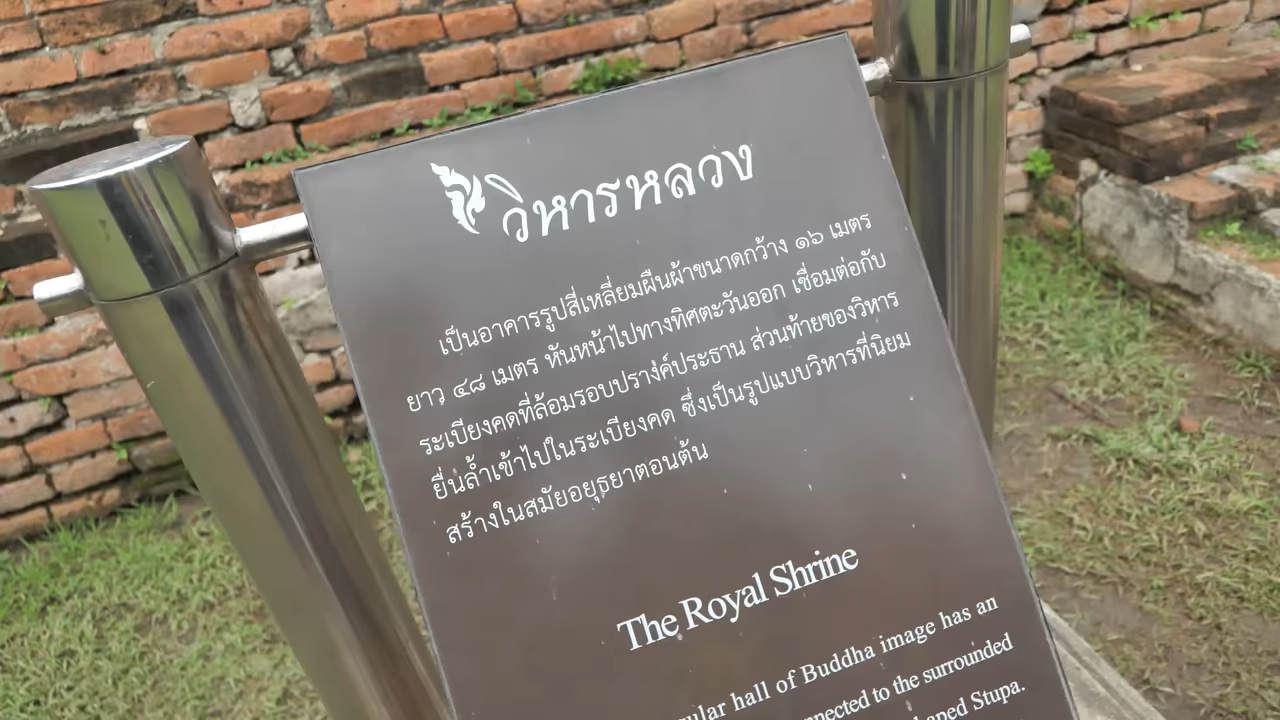 วิหารหลวง
เป็นอาคารรูปสี่เหลี่ยมผืนผ้าขนาดกว้าง ๑๖ เมตร
ยาว ๔๘ เมตร หันหน้าไปทางทิศตะวันออก เชื่อมต่อกับ
ระเบียงคดที่ล้อมรอบปรางค์ประธาน ส่วนท้ายของวิหาร
ยื่นล้ำเข้าไปในระเบียงคด ซึ่งเป็นรูปแบบวิหารที่นิยม
สร้างในสมัยอยุธยาตอนต้น
The Royal Shrine
hall of Buddha image has an
to the surrounded
Stupa.